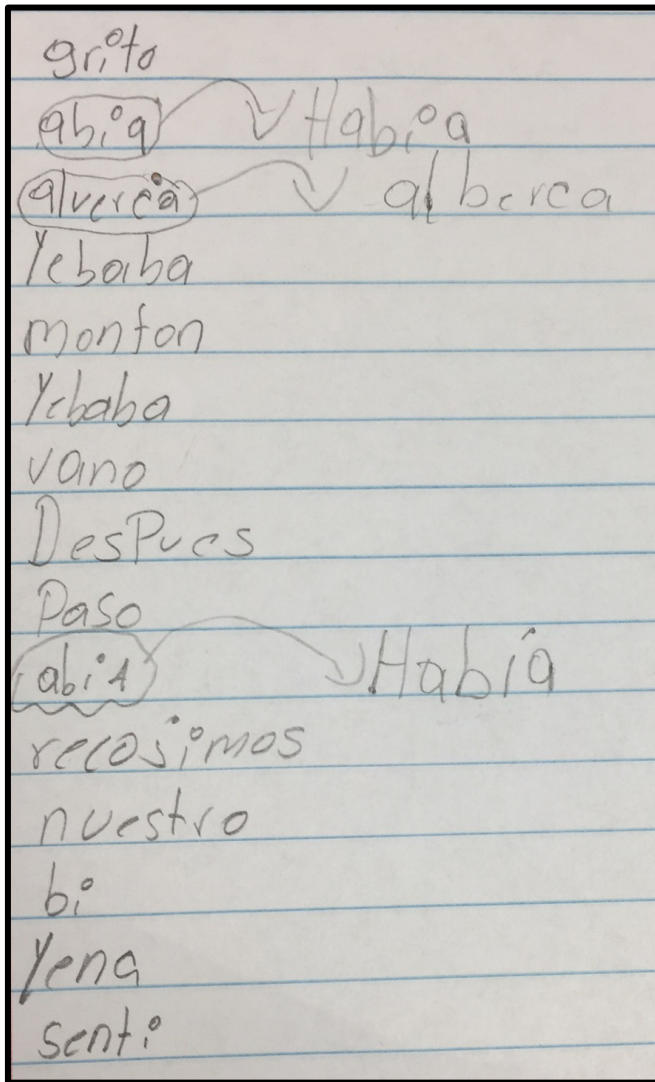 grito
abia Habia
alverca alberca
Yebaba
monton
Yebaba
vano
DesPues
Paso
abia Había
recosimos
nuestro
bi
Yena
senti